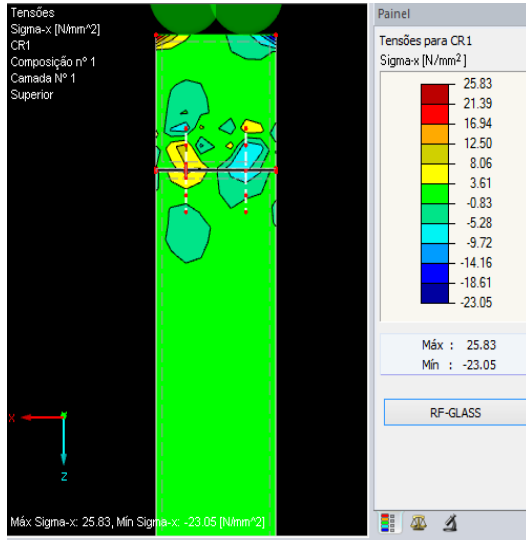 Tensões
Sigma-x [N/mm^2]
CR1
Composição nº 1
Camada Nº 1
Superior
X
Z
Máx Sigma-x: 25.83, Mín Sigma-x: -23.05 [N/mm^2]
Painel
Tensões para CR1
Sigma-x [N/mm²]
25.83
21.39
16.94
12.50
8.06
3.61
-0.83
-5.28
-9.72
-14.16
-18.61
-23.05
Máx : 25.83
Mín : -23.05
RF-GLASS